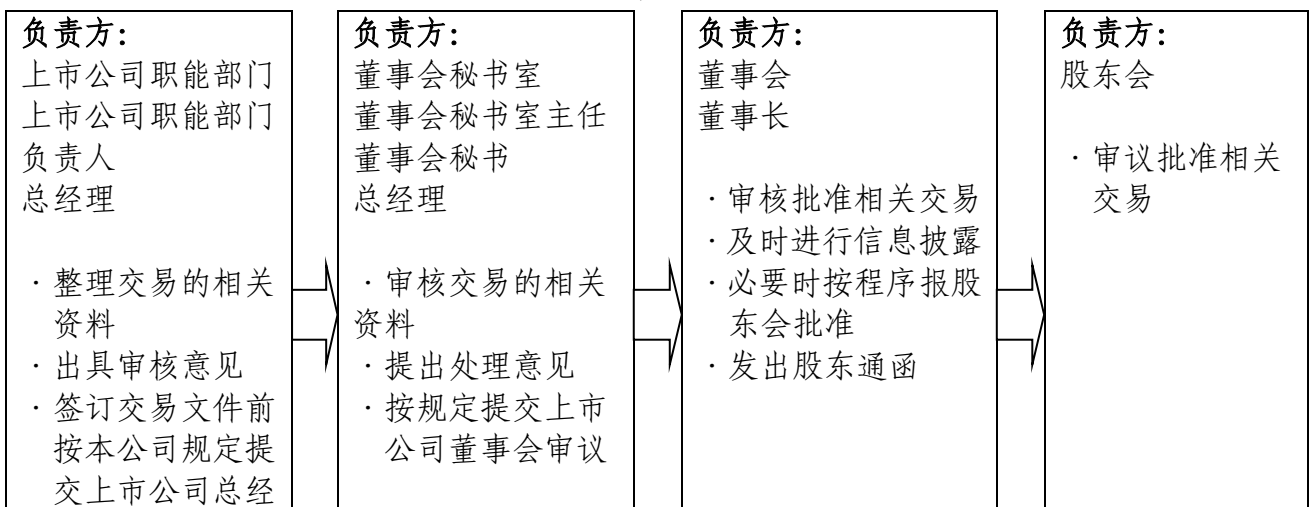 负责方：
上市公司职能部门
上市公司职能部门
负责人
总经理
·整理交易的相关
资料
·出具审核意见
·签订交易文件前
按本公司规定提
交上市公司总经
负责方：
董事会秘书室
董事会秘书室主任
董事会秘书
总经理
·审核交易的相关
资料
·提出处理意见
·按规定提交上市
公司董事会审议
负责方：
董事会
董事长
·审核批准相关交易
·及时进行信息披露
·必要时按程序报股
东会批准
·发出股东通函
负责方：
股东会
·审议批准相关
交易